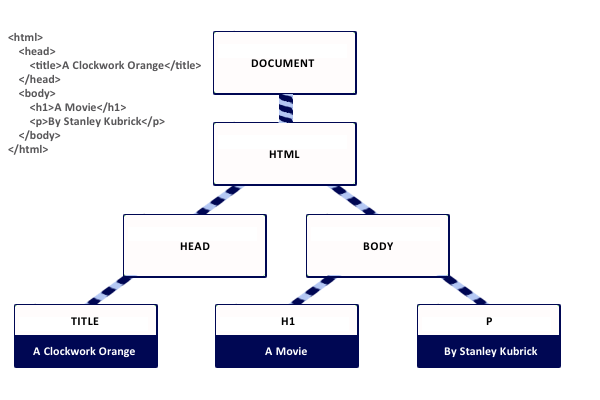 <html>
<head>
<title>A Clockwork Orange</title>
</head>
<body>
<h1>A Movie</h1>
<p>By Stanley Kubrick</p>
</body>
</html>
DOCUMENT
HTML
HEAD
BODY
TITLE
A Clockwork Orange
H1
A Movie
P
By Stanley Kubrick